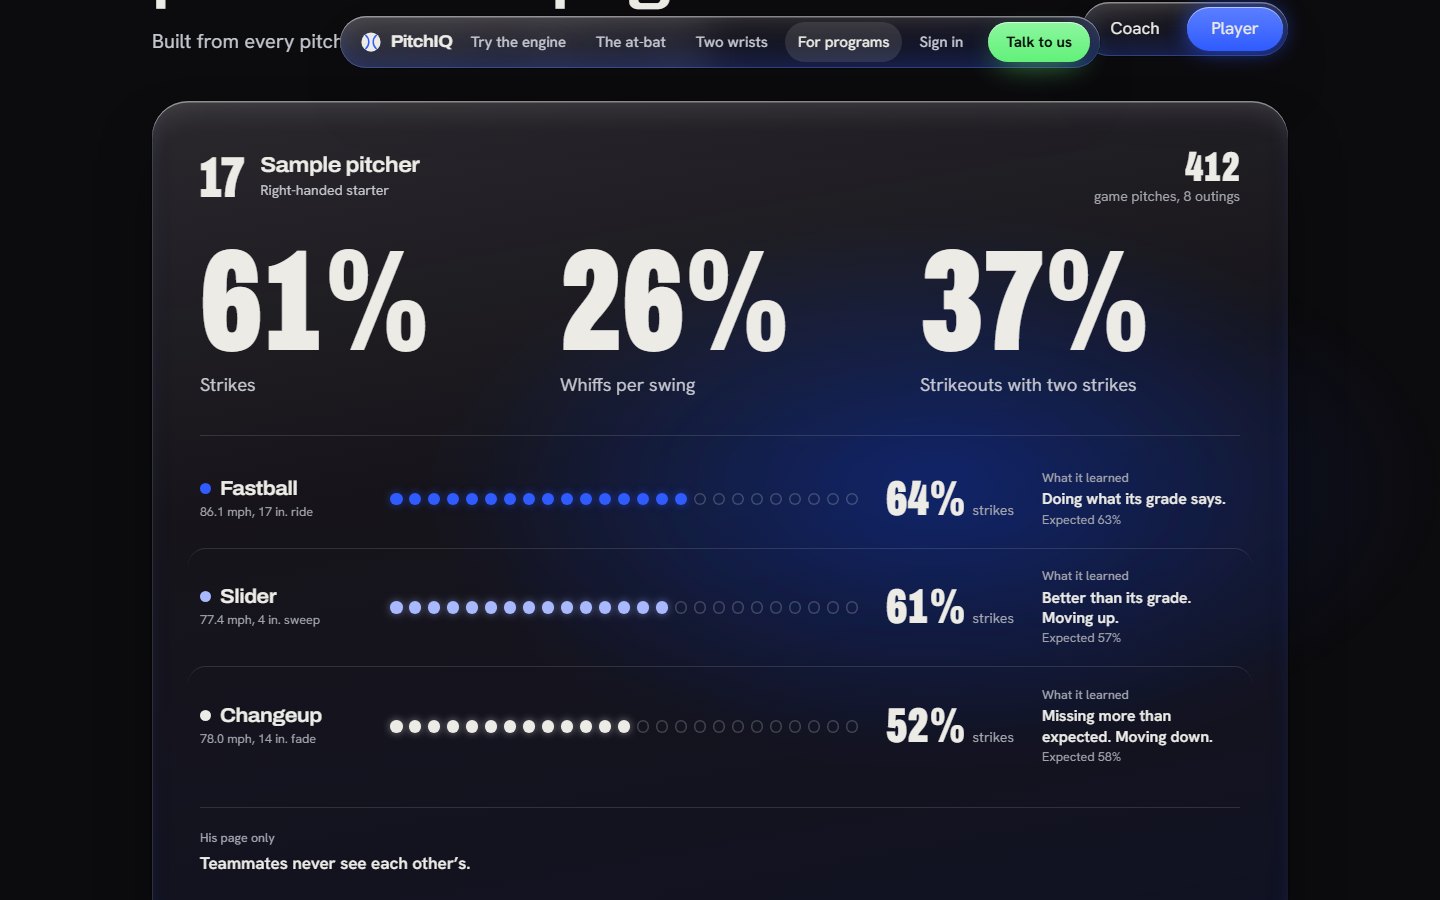 Built from every pitch
PitchIQ Try the engine The at-bat Two wrists For programs Sign in Talk to us
Coach Player
17 Sample pitcher
Right-handed starter
412
game pitches, 8 outings
61% 26% 37%
Strikes Whiffs per swing Strikeouts with two strikes
Fastball
86.1 mph, 17 in. ride
64% strikes
What it learned
Doing what its grade says.
Expected 63%
Slider
77.4 mph, 4 in. sweep
61% strikes
What it learned
Better than its grade.
Moving up.
Expected 57%
Changeup
78.0 mph, 14 in. fade
52% strikes
What it learned
Missing more than
expected. Moving down.
Expected 58%
His page only
Teammates never see each other’s.